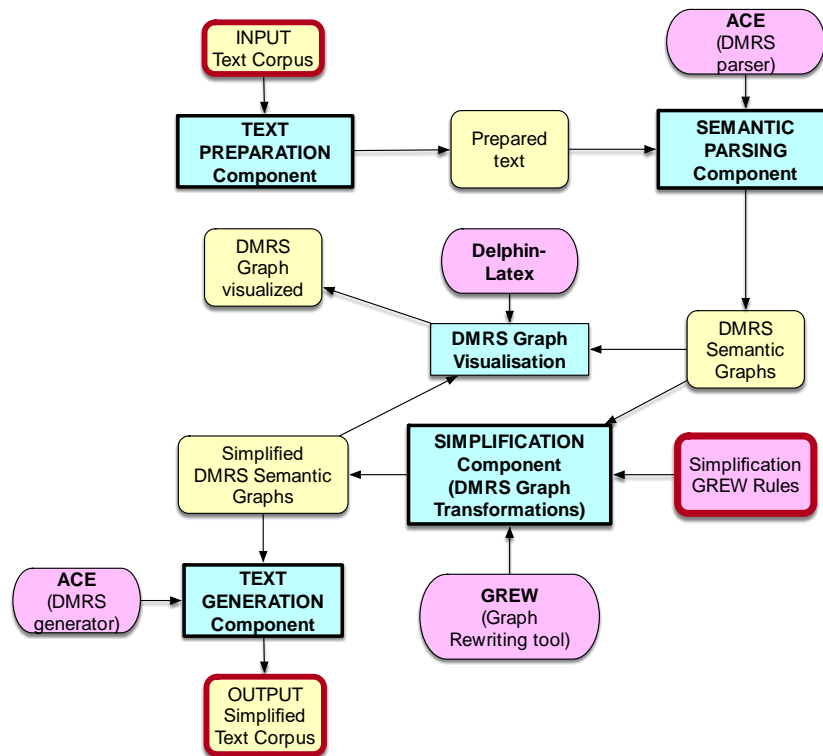 INPUT
Text Corpus
ACE
(DMRS
parser)
TEXT
PREPARATION
Component
Prepared
text
SEMANTIC
PARSING
Component
DMRS
Graph
visualized
Delphin-
Latex
DMRS Graph
Visualisation
DMRS
Semantic
Graphs
Simplified
DMRS Semantic
Graphs
SIMPLIFICATION
Component
(DMRS Graph
Transformations)
Simplification
GREW Rules
ACE
(DMRS
generator)
TEXT
GENERATION
Component
GREW
(Graph
Rewriting tool)
OUTPUT
Simplified
Text Corpus